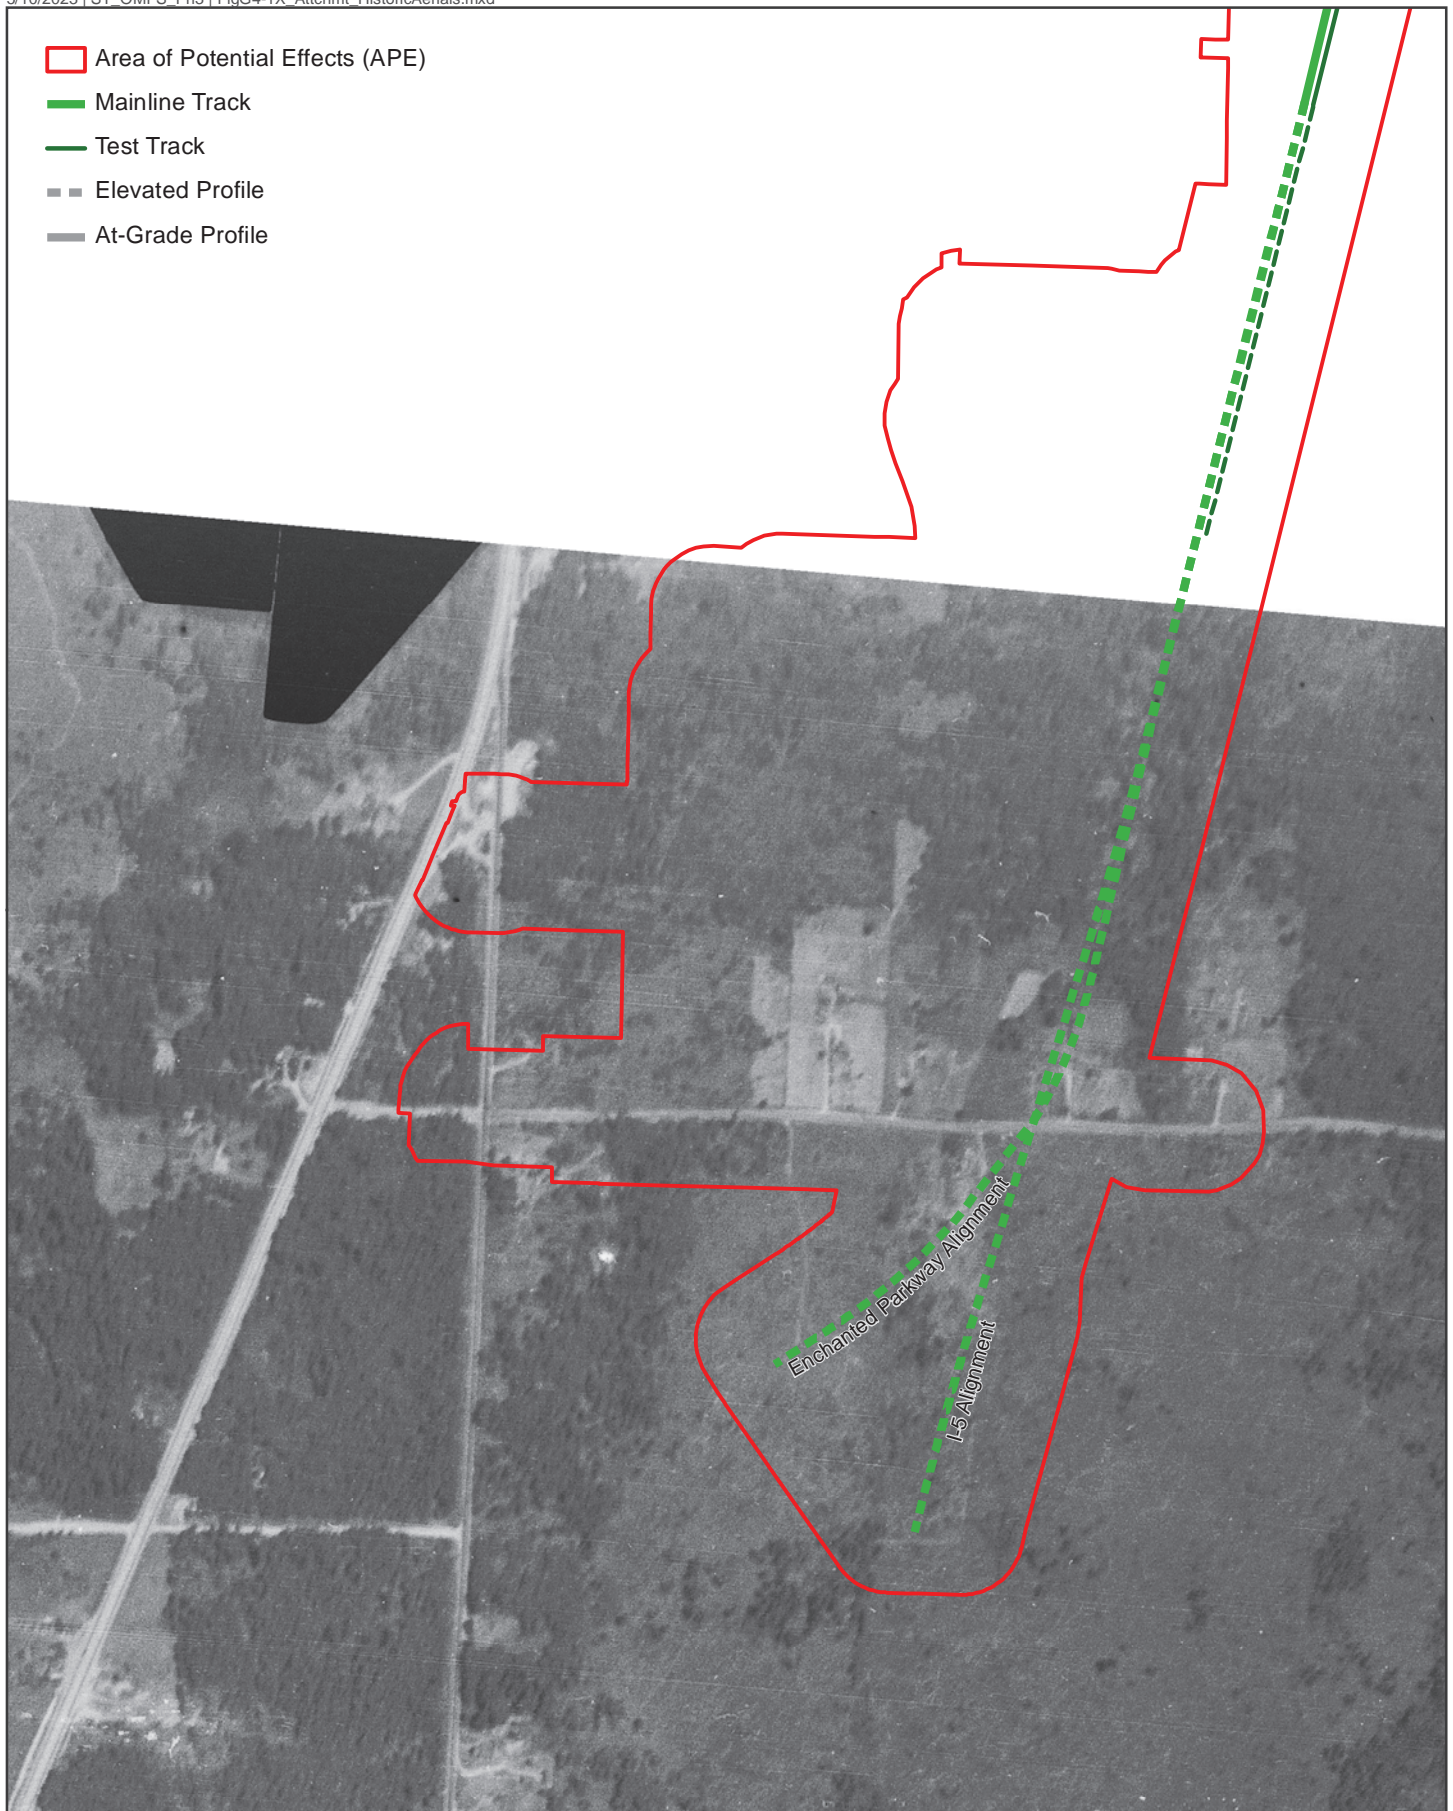 Area of Potential Effects (APE)
Mainline Track
Test Track
Elevated Profile
At-Grade Profile
Enchanted Parkway Alignment
I-5 Alignment